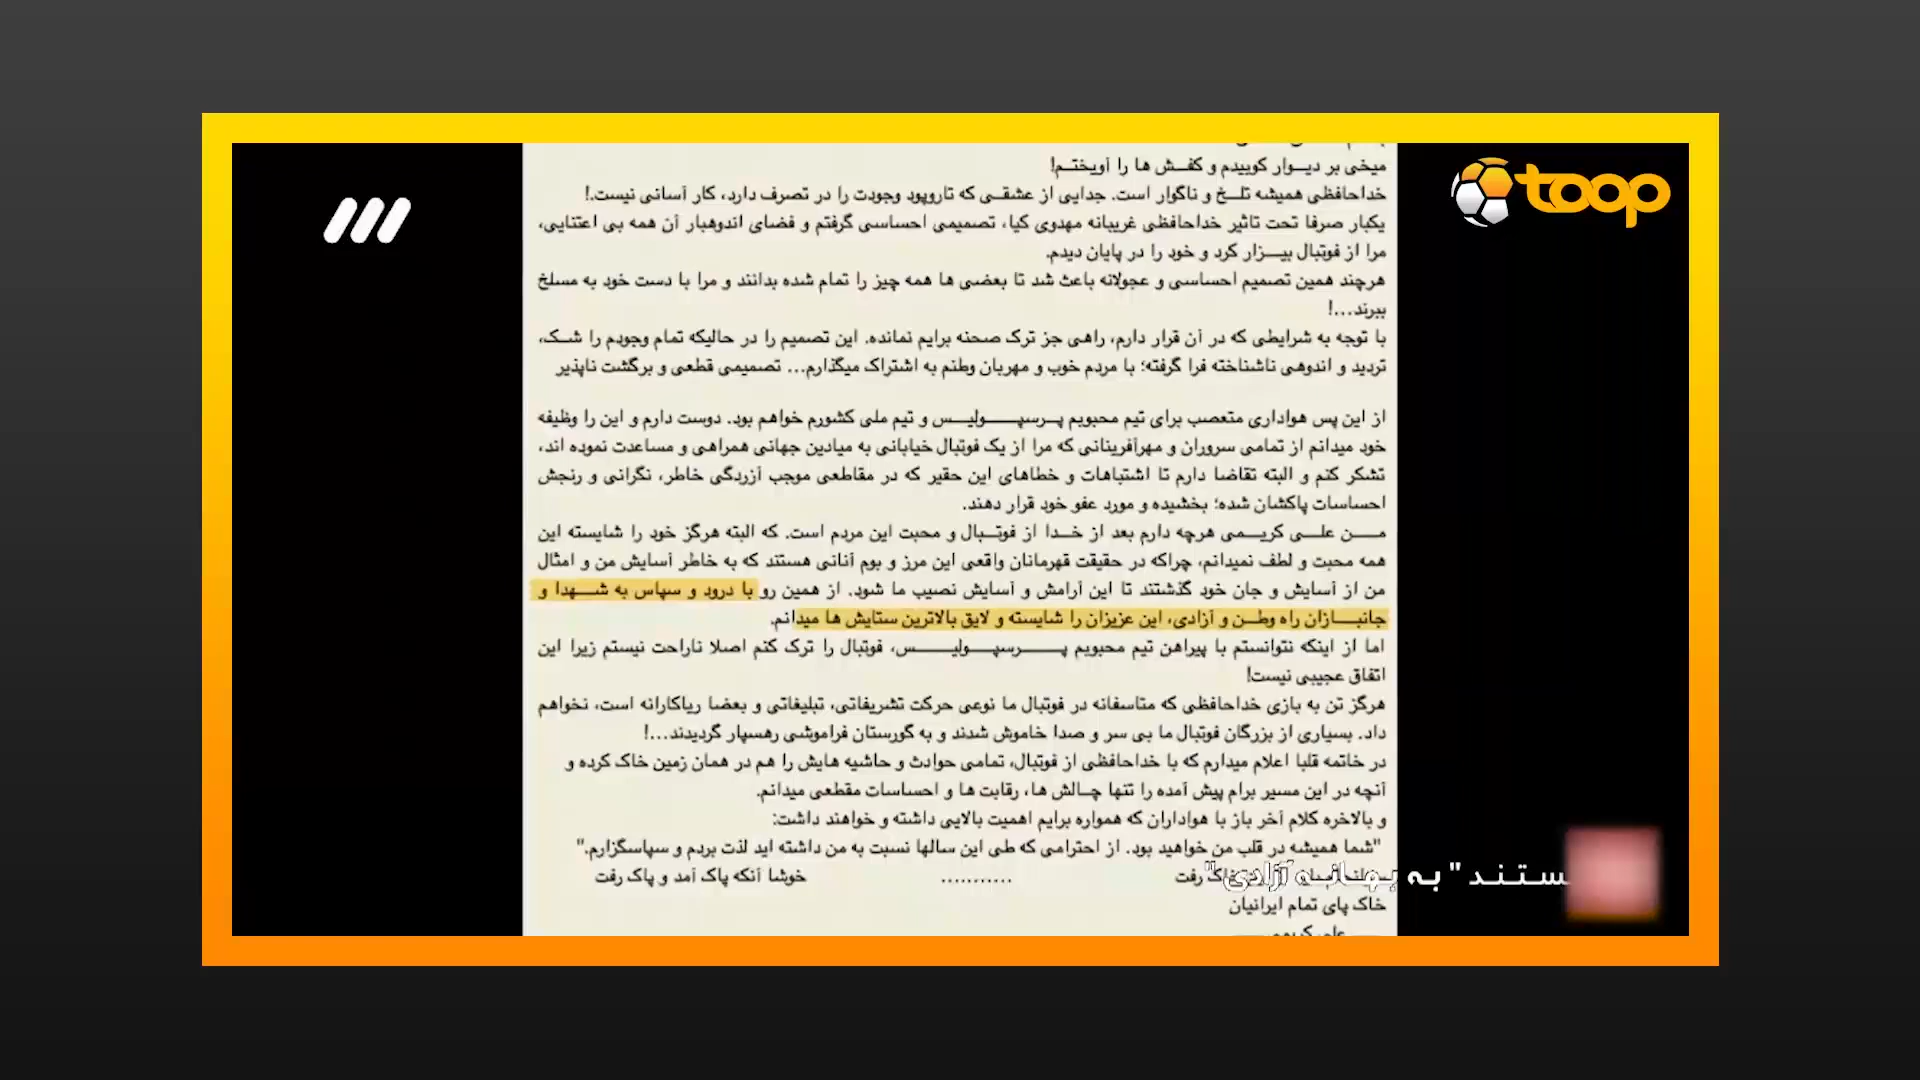 toop
میخی بر دیــوار کوبیدم و کفــش ها را آویختــم!
خداحافظی همیشه تلــخ و ناگوار است. جدایی از عشقــی که تاروپود وجودت را در تصرف دارد، کار آسانی نیست.!
یکبار صرفا تحت تاثیر خداحافظی غریبانه مهدوی کیا، تصمیمی احساسی گرفتم و فضای اندوهبار آن همه بی اعتنایی،
مرا از فوتبال بیــزار کرد و خود را در پایان دیدم.
هرچند همین تصمیم احساسی و عجولانه باعث شد تا بعضی ها همه چیز را تمام شده بدانند و مرا با دست خود به مسلخ
ببرند...!
با توجه به شرایطی که در آن قرار دارم، راهی جز ترک صحنه برایم نمانده. این تصمیم را در حالیکه تمام وجودم را شــک،
تردید و اندوهی ناشناخته فرا گرفته؛ با مردم خوب و مهربان وطنم به اشتراک میگذارم... تصمیمی قطعی و برگشت ناپذیر
از این پس هواداری متعصب برای تیم محبوبم پــرسپــولیــس و تیم ملی کشورم خواهم بود. دوست دارم و این را وظیفه
خود میدانم از تمامی سروران و مهرآفرینانی که مرا از یک فوتبال خیابانی به میادین جهانی همراهی و مساعدت نموده اند،
تشکر کنم و البته تقاضا دارم تا اشتباهات و خطاهای این حقیر که در مقاطعی موجب آزردگی خاطر، نگرانی و رنجش
احساسات پاکشان شده؛ بخشیده و مورد عفو خود قرار دهند.
مــن علــی کریــمی هرچه دارم بعد از خــدا از فوتــبال و محبت این مردم است. که البته هرگز خود را شایسته این
همه محبت و لطف نمیدانم، چراکه در حقیقت قهرمانان واقعی این مرز و بوم آنانی هستند که به خاطر آسایش من و امثال
من از آسایش و جان خود گذشتند تا این آرامش و آسایش نصیب ما شود. از همین رو با درود و سپاس به شــهدا و
جانبــازان راه وطــن و آزادی، این عزیزان را شایسته و لایق بالاترین ستایش ها میدانم.
اما از اینکه نتوانستم با پیراهن تیم محبوبم پــرسپــولیــس، فوتبال را ترک کنم اصلا ناراحت نیستم زیرا این
اتفاق عجیبی نیست!
هرگز تن به بازی خداحافظی که متاسفانه در فوتبال ما نوعی حرکت تشریفاتی، تبلیغاتی و بعضا ریاکارانه است، نخواهم
داد. بسیاری از بزرگان فوتبال ما بی سر و صدا خاموش شدند و به گورستان فراموشی رهسپار گردیدند...!
در خاتمه قلبا اعلام میدارم که با خداحافظی از فوتبال، تمامی حوادث و حاشیه هایش را هم در همان زمین خاک کرده و
آنچه در این مسیر برام پیش آمده را تنها چــالش ها، رقابت ها و احساسات مقطعی میدانم.
و بالاخره کلام آخر باز با هواداران که همواره برایم اهمیت بالایی داشته و خواهند داشت:
"شما همیشه در قلب من خواهید بود. از احترامی که طی این سالها نسبت به من داشته اید لذت بردم و سپاسگزارم."
خاک رفت ........... خوشا آنکه پاک آمد و پاک رفت
"به بهانه آزادی"
خاک پای تمام ایرانیان